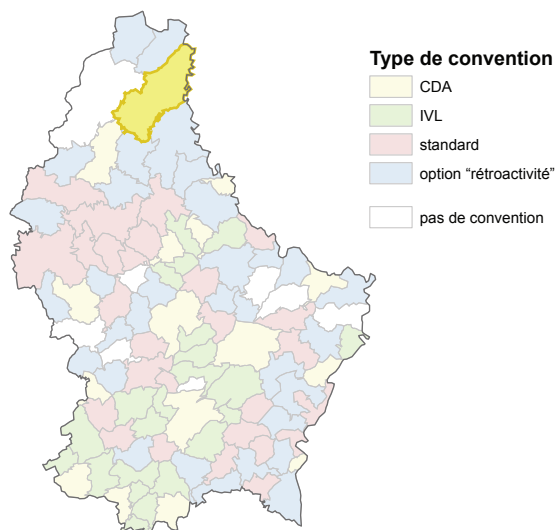 Type de convention
CDA
IVL
standard
option “rétroactivité”
pas de convention